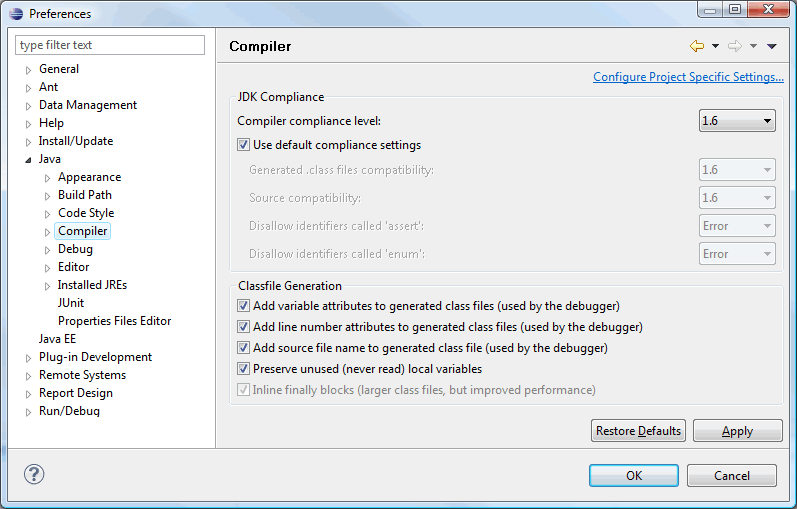 Preferences
type filter text
General
Ant
Data Management
Help
Install/Update
Java
Appearance
Build Path
Code Style
Compiler
Debug
Editor
Installed JREs
JUnit
Properties Files Editor
Java EE
Plug-in Development
Remote Systems
Report Design
Run/Debug
Compiler
Configure Project Specific Settings...
JDK Compliance
Compiler compliance level: 1.6
Use default compliance settings
Generated .class files compatibility: 1.6
Source compatibility: 1.6
Disallow identifiers called 'assert': Error
Disallow identifiers called 'enum': Error
Classfile Generation
Add variable attributes to generated class files (used by the debugger)
Add line number attributes to generated class files (used by the debugger)
Add source file name to generated class file (used by the debugger)
Preserve unused (never read) local variables
Inline finally blocks (larger class files, but improved performance)
Restore Defaults Apply
? OK Cancel